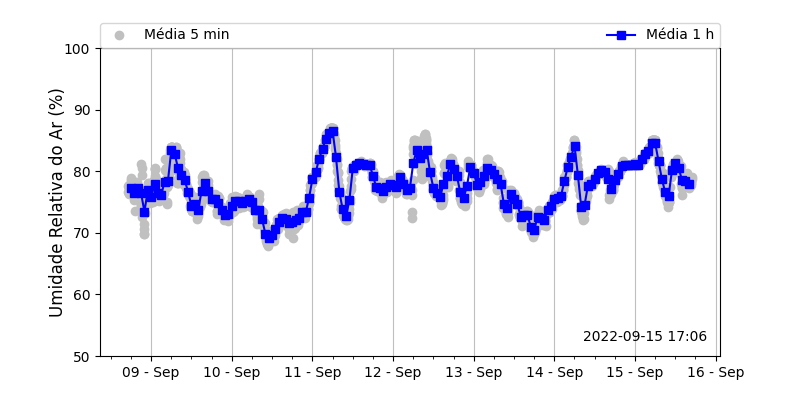 Média 5 min
Média 1 h
Umidade Relativa do Ar (%)
100
90
80
70
60
50
2022-09-15 17:06
09 - Sep
10 - Sep
11 - Sep
12 - Sep
13 - Sep
14 - Sep
15 - Sep
16 - Sep